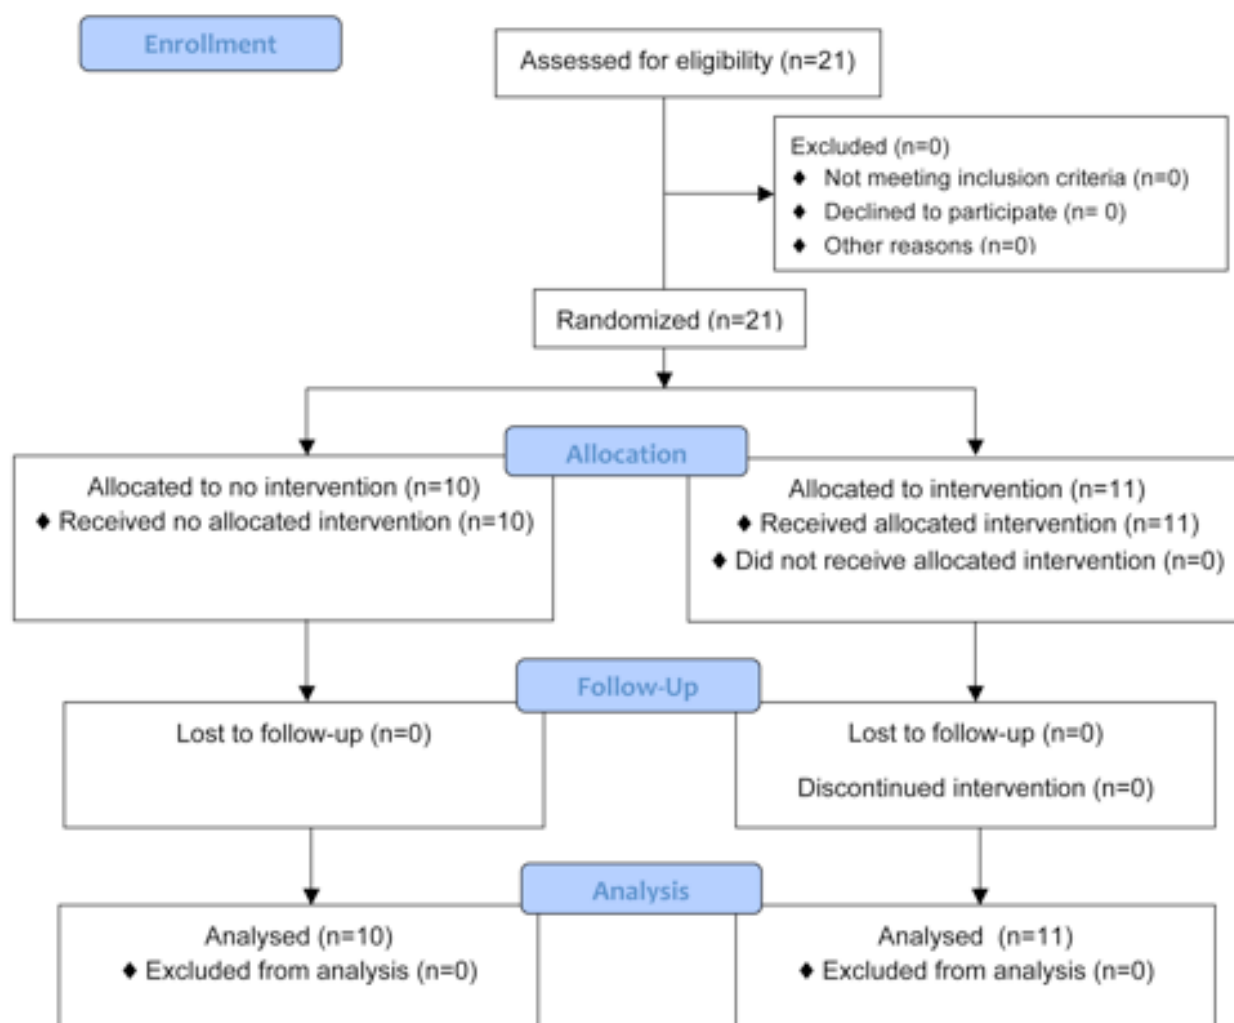 Enrollment
Assessed for eligibility (n=21)
Excluded (n=0)
♦ Not meeting inclusion criteria (n=0)
♦ Declined to participate (n= 0)
♦ Other reasons (n=0)
Randomized (n=21)
Allocation
Allocated to no intervention (n=10)
♦ Received no allocated intervention (n=10)
Allocated to intervention (n=11)
♦ Received allocated intervention (n=11)
♦ Did not receive allocated intervention (n=0)
Follow-Up
Lost to follow-up (n=0)
Lost to follow-up (n=0)
Discontinued intervention (n=0)
Analysis
Analysed (n=10)
♦ Excluded from analysis (n=0)
Analysed (n=11)
♦ Excluded from analysis (n=0)